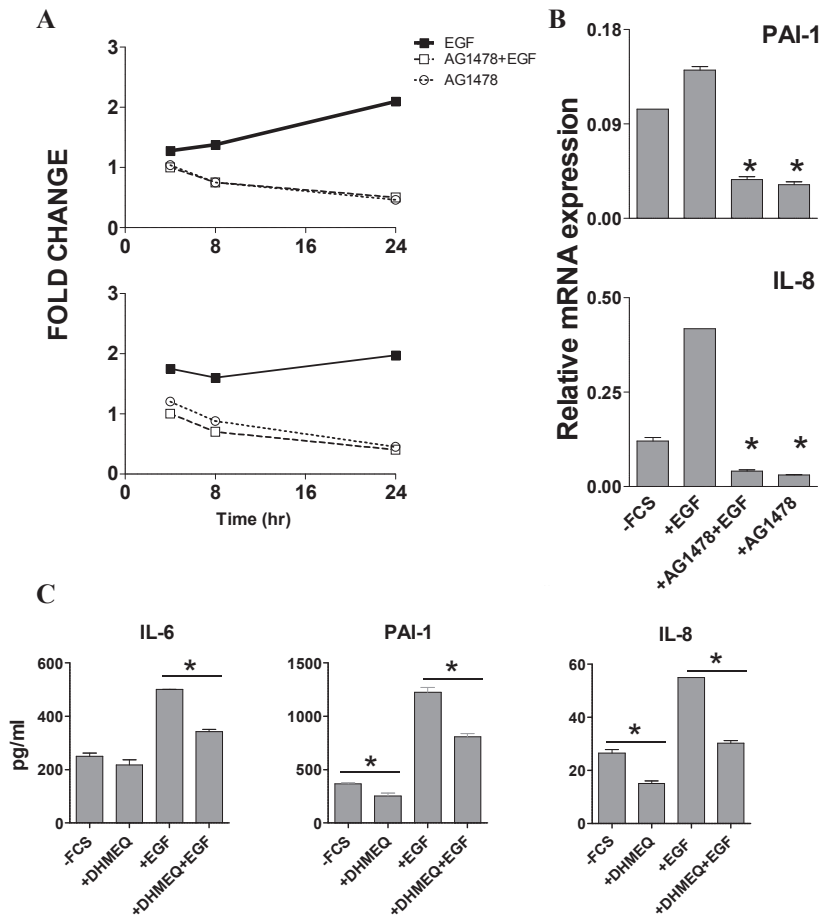 A
EGF
AG1478+EGF
AG1478
FOLD CHANGE
3
2
1
0
0
8
16
24
3
2
1
0
0
8
16
24
Time (hr)
B
PAI-1
Relative mRNA expression
0.18
0.09
0.00
*
*
IL-8
0.50
0.25
0.00
*
*
-FCS
+EGF
+AG1478+EGF
+AG1478
C
IL-6
pg/ml
600
400
200
0
*
-FCS
+DHMEQ
+EGF
+DHMEQ+EGF
PAI-1
1500
1000
500
0
*
*
-FCS
+DHMEQ
+EGF
+DHMEQ+EGF
IL-8
60
40
20
0
*
*
-FCS
+DHMEQ
+EGF
+DHMEQ+EGF